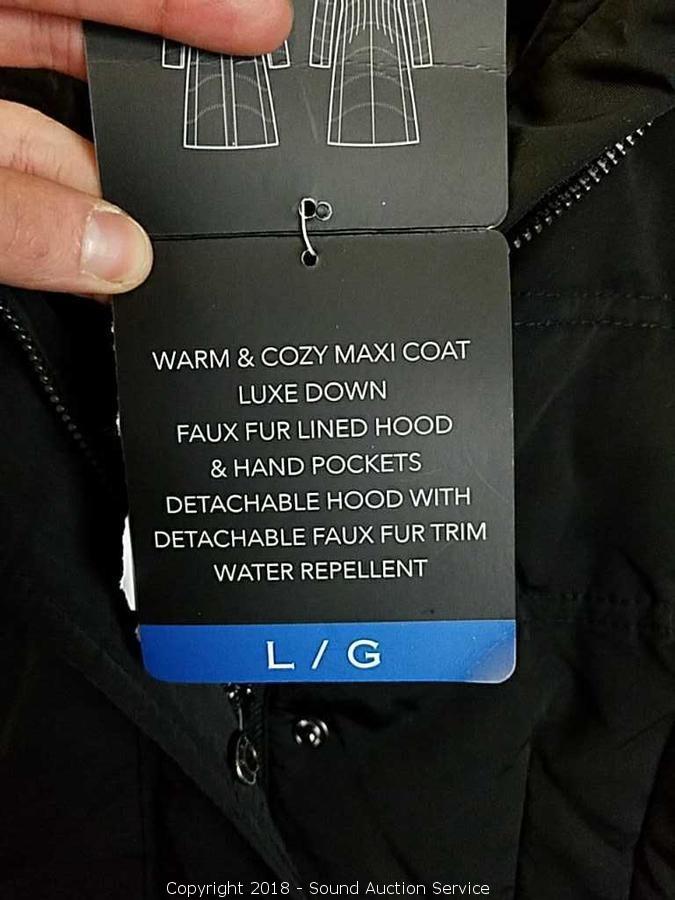 WARM & COZY MAXI COAT
LUXE DOWN
FAUX FUR LINED HOOD
& HAND POCKETS
DETACHABLE HOOD WITH
DETACHABLE FAUX FUR TRIM
WATER REPELLENT
L / G
Copyright 2018 - Sound Auction Service